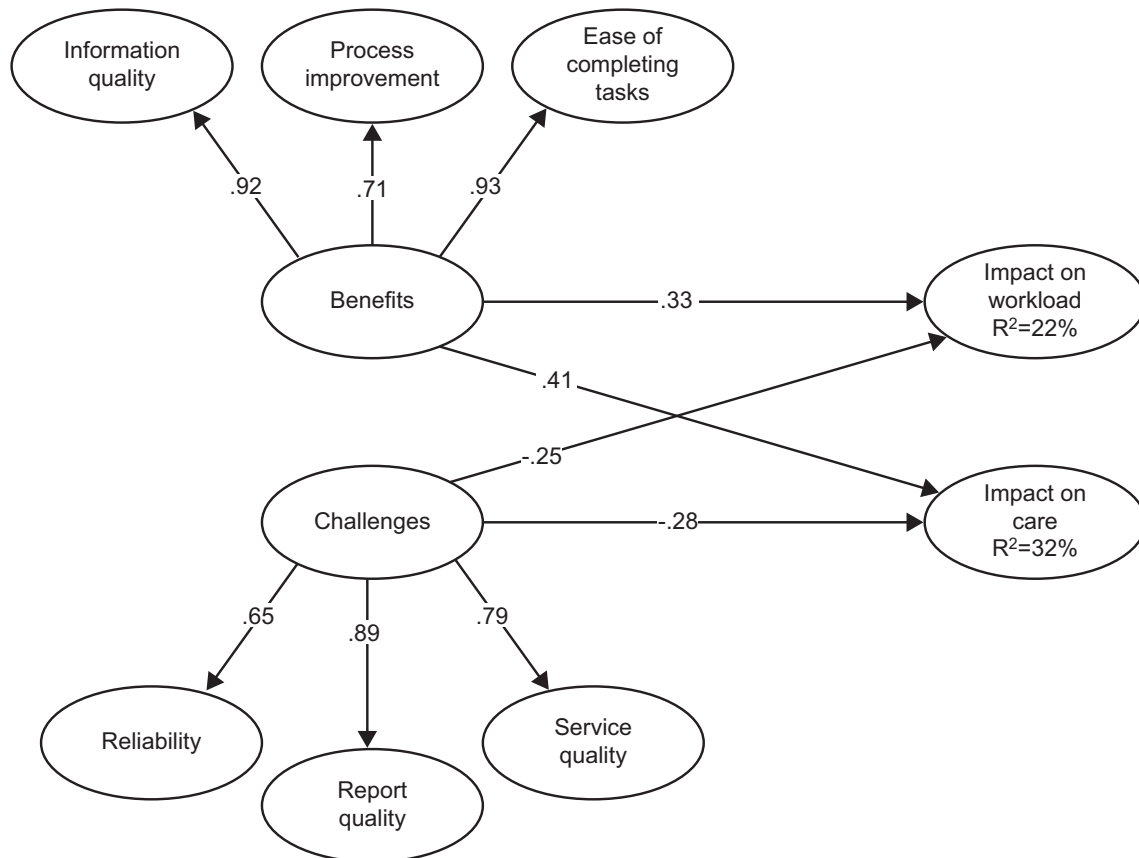 Information
quality
Process
improvement
Ease of
completing
tasks
.92
.71
.93
Benefits
.33
Impact on
workload
R²=22%
.41
-.25
Challenges
-.28
Impact on
care
R²=32%
.65
.89
.79
Reliability
Report
quality
Service
quality